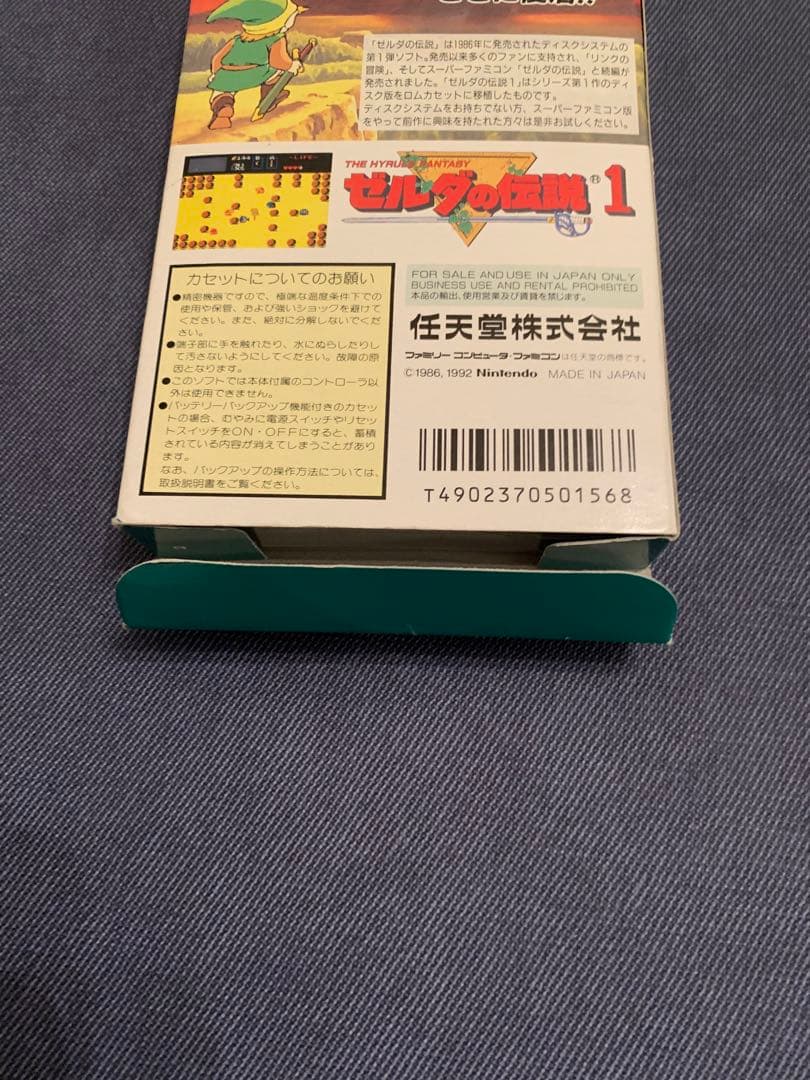 「ゼルダの伝説」は1986年に発売されたディスクシステムの
第1弾ソフト。発売以来多くのファンに支持され、「リンクの
冒険」、そしてスーパーファミコン「ゼルダの伝説」と続編が
発売されました。「ゼルダの伝説1」はシリーズ第1作のディ
スク版をロムカセットに移植したものです。
ディスクシステムをお持ちでない方、スーパーファミコン版
をやって前作に興味を持たれた方々は是非お試しください。
-LIFE-
THE HYRULE FANTASY
ゼルダの伝説®1
カセットについてのお願い
●精密機器ですので、極端な温度条件下での
使用や保管、および強いショックを避けて
ください。また、絶対に分解しないでくだ
さい。
●端子部に手を触れたり、水にぬらしたりし
て汚さないようにしてください。故障の原
因となります。
●このソフトでは本体付属のコントローラ以
外は使用できません。
●バッテリーバックアップ機能付きのカセッ
トの場合、むやみに電源スイッチやリセッ
トスイッチをON・OFFにすると、蓄積
されている内容が消えてしまうことがあり
ます。
なお、バックアップの操作方法については、
取扱説明書をご覧ください。
FOR SALE AND USE IN JAPAN ONLY
BUSINESS USE AND RENTAL PROHIBITED
本品の輸出、使用営業及び賃貸を禁じます。
任天堂株式会社
ファミリーコンピュータ・ファミコンは任天堂の商標です。
©1986, 1992 Nintendo MADE IN JAPAN
T4902370501568